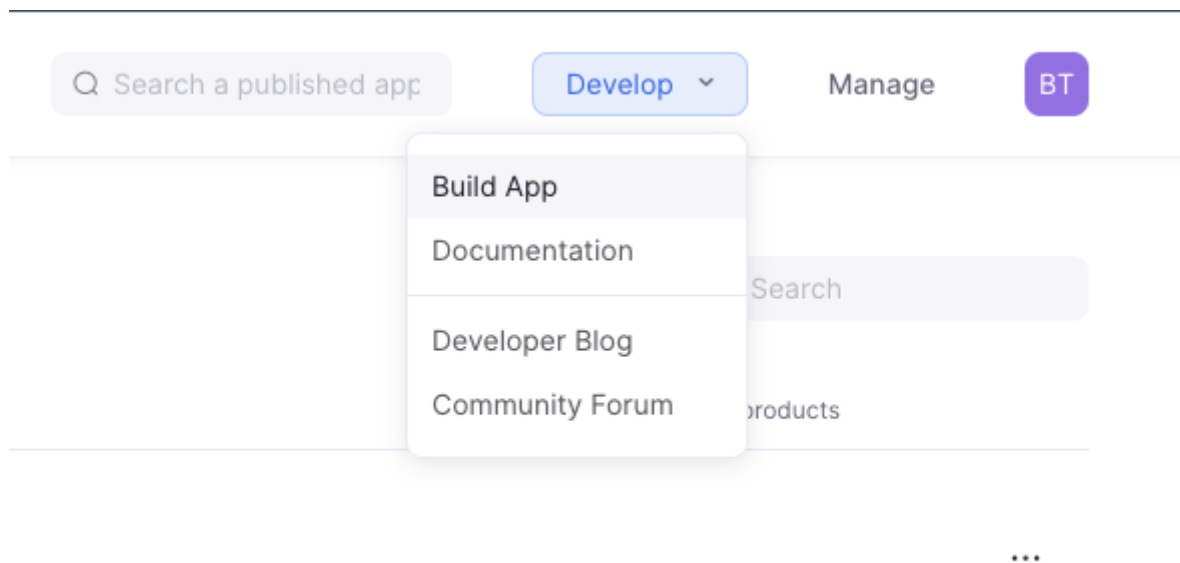 Search a published app
Develop
Manage
BT
Build App
Documentation
Search
Developer Blog
Community Forum
products
...